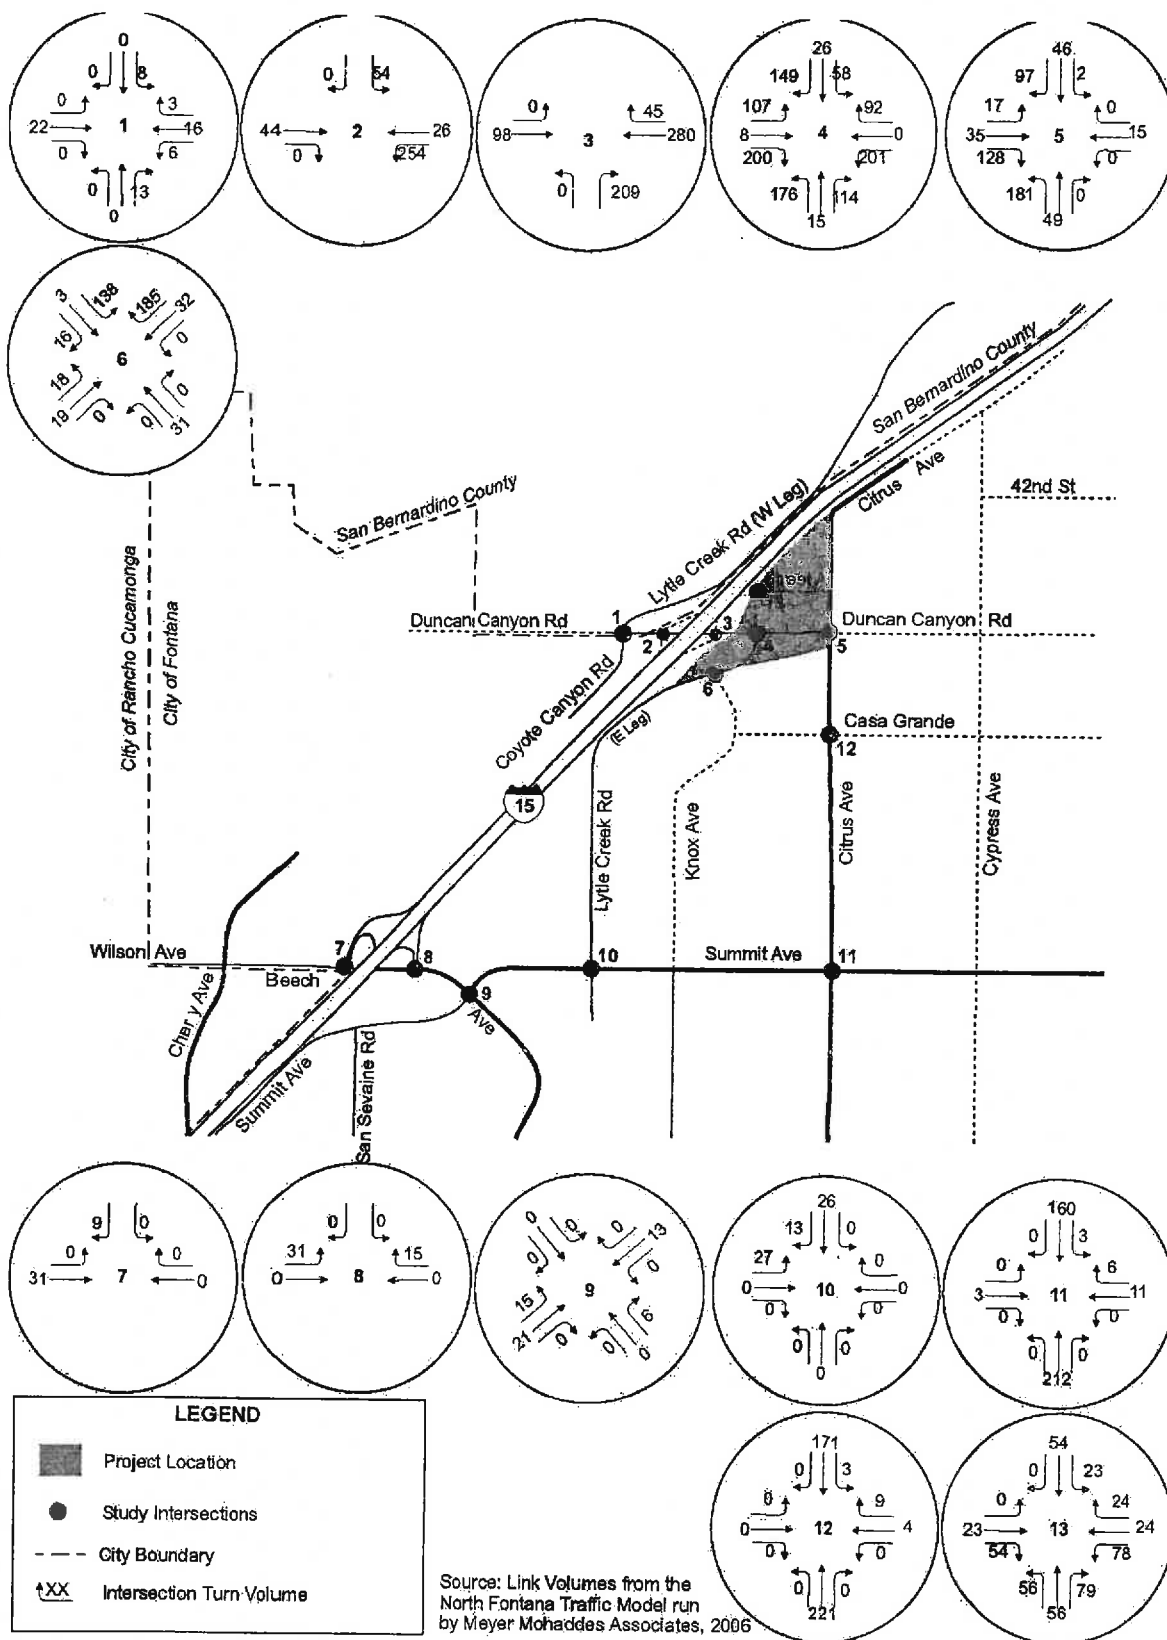 0
0 8
0 3
22 1 16
0 6
0 13
0
0 54
44 2 26
0 254
0 45
98 3 280
0 209
26
149 58
107 92
8 4 0
200 201
176 114
15
46
97 2
17 0
35 5 15
128 0
181 0
49
3 138 185 32
16 0
6
18 0
19 0 0 31
San Bernardino County
San Bernardino County
Citrus Ave
42nd St
Lytle Creek Rd (W Leg)
Duncan Canyon Rd
1
2
3
4
5
Duncan Canyon Rd
6
City of Rancho Cucamonga
City of Fontana
Coyote Canyon Rd
(E Leg)
Casa Grande
12
15
Lytle Creek Rd
Knox Ave
Citrus Ave
Cypress Ave
Wilson Ave
7
8
10
Summit Ave
11
Beech
9
Ave
Summit Ave
San Sevaine Rd
9 0
0 0
31 7 0
0 0
31 15
0 8 0
0 0 0 13
0 0
9
15 6
21 0 0 0
26
13 0
27 0
0 10 0
0 0
0 0
0
160
0 3
0 6
3 11 11
0 0
0 0
212
LEGEND
Project Location
Study Intersections
City Boundary
XX Intersection Turn Volume
171
0 3
0 9
0 12 4
0 0
0 0
221
54
0 23
0 24
23 13 24
54 78
56 79
56
Source: Link Volumes from the
North Fontana Traffic Model run
by Meyer Mohaddes Associates, 2006